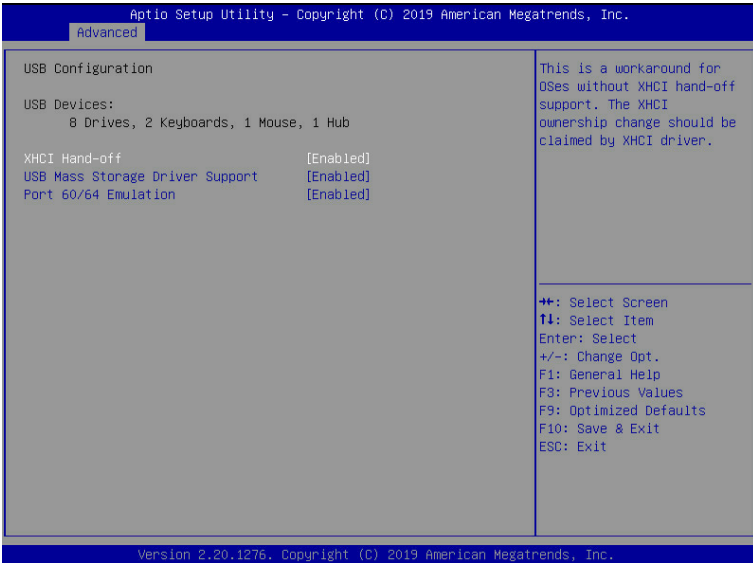 Aptio Setup Utility – Copyright (C) 2019 American Megatrends, Inc.
Advanced
USB Configuration
USB Devices:
8 Drives, 2 Keyboards, 1 Mouse, 1 Hub
XHCI Hand-off [Enabled]
USB Mass Storage Driver Support [Enabled]
Port 60/64 Emulation [Enabled]
This is a workaround for
OSes without XHCI hand-off
support. The XHCI
ownership change should be
claimed by XHCI driver.
→←: Select Screen
↑↓: Select Item
Enter: Select
+/-: Change Opt.
F1: General Help
F3: Previous Values
F9: Optimized Defaults
F10: Save & Exit
ESC: Exit
Version 2.20.1276. Copyright (C) 2019 American Megatrends, Inc.